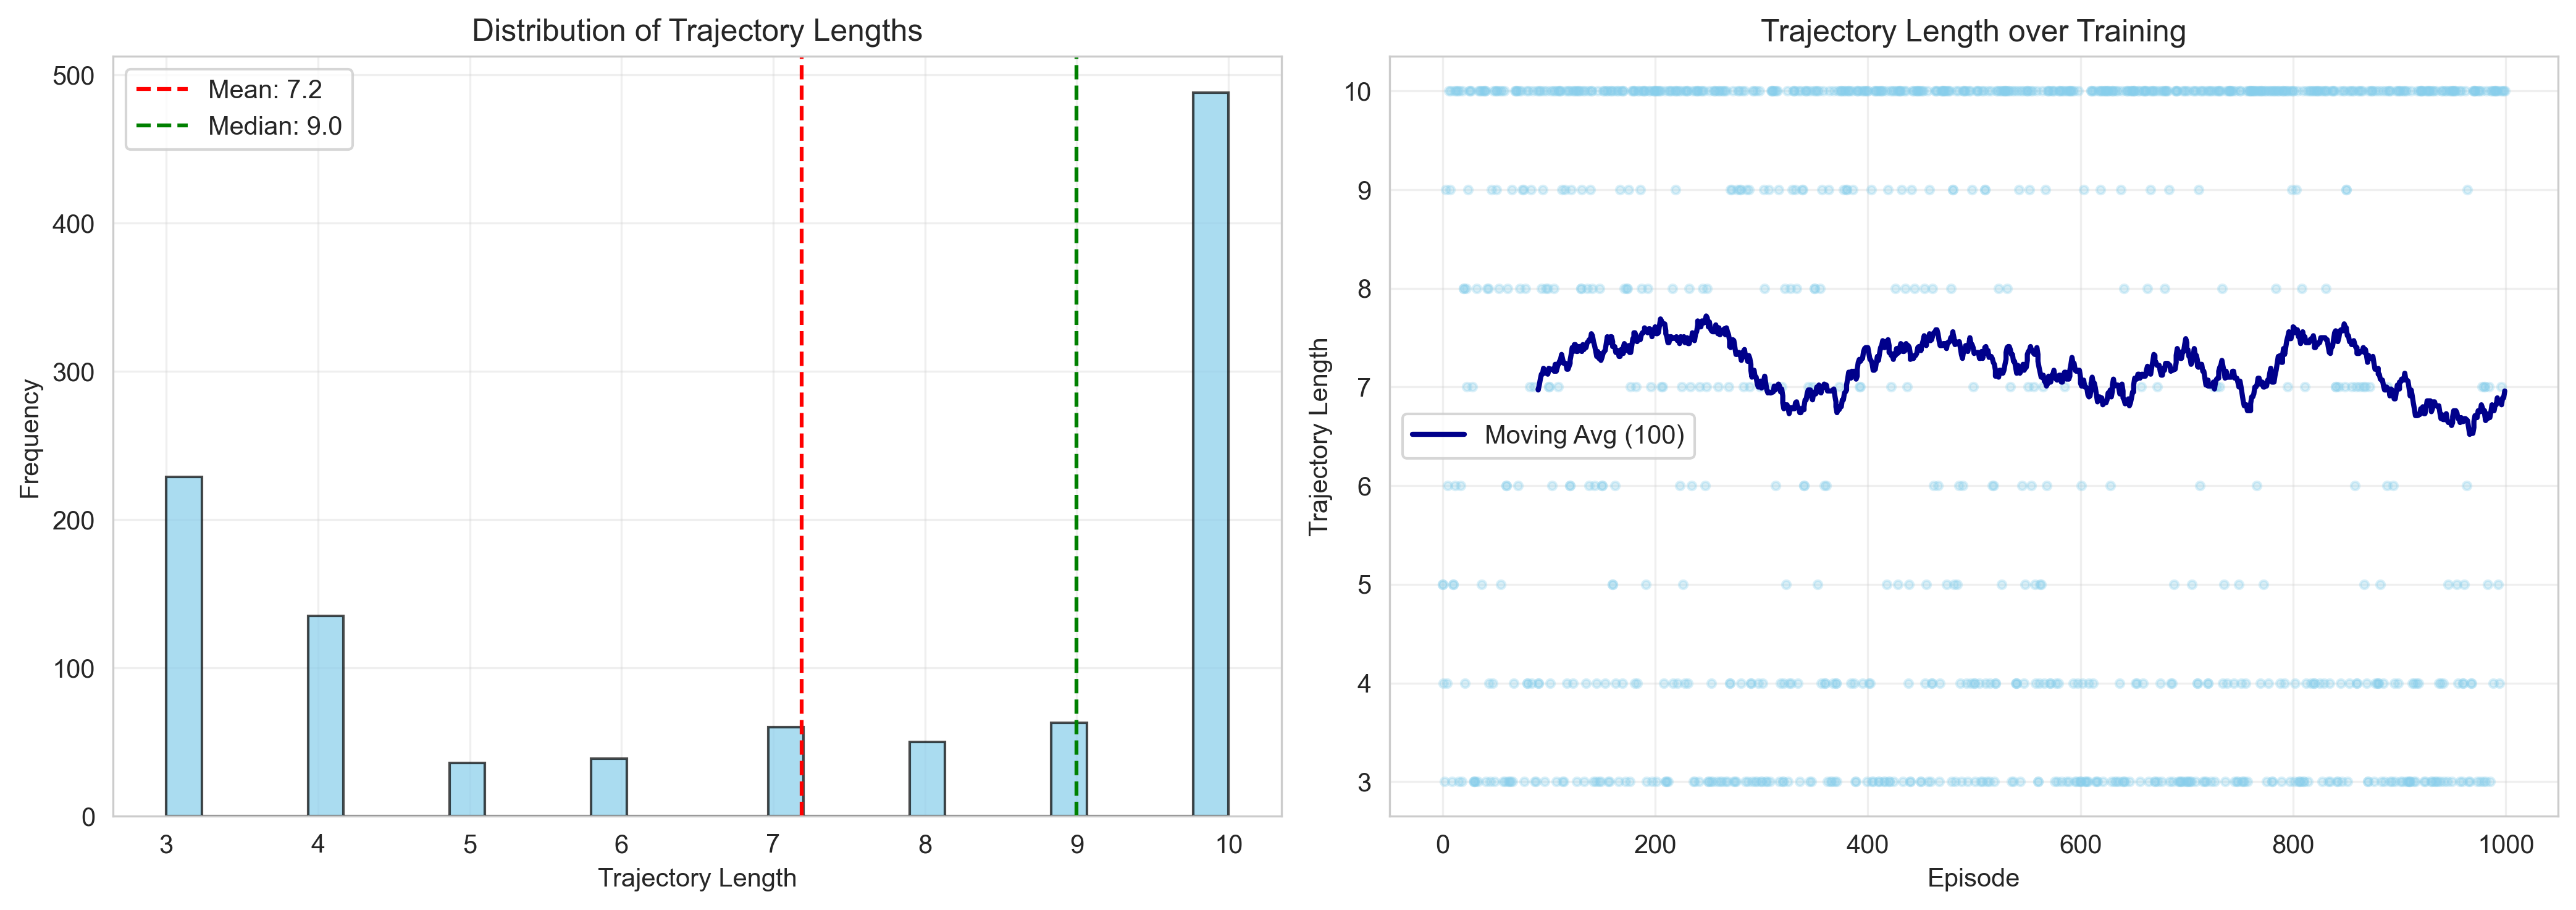 Distribution of Trajectory Lengths
500
400
300
200
100
0
Frequency
Mean: 7.2
Median: 9.0
3 4 5 6 7 8 9 10
Trajectory Length
Trajectory Length over Training
10
9
8
7
6
5
4
3
Trajectory Length
Moving Avg (100)
0 200 400 600 800 1000
Episode